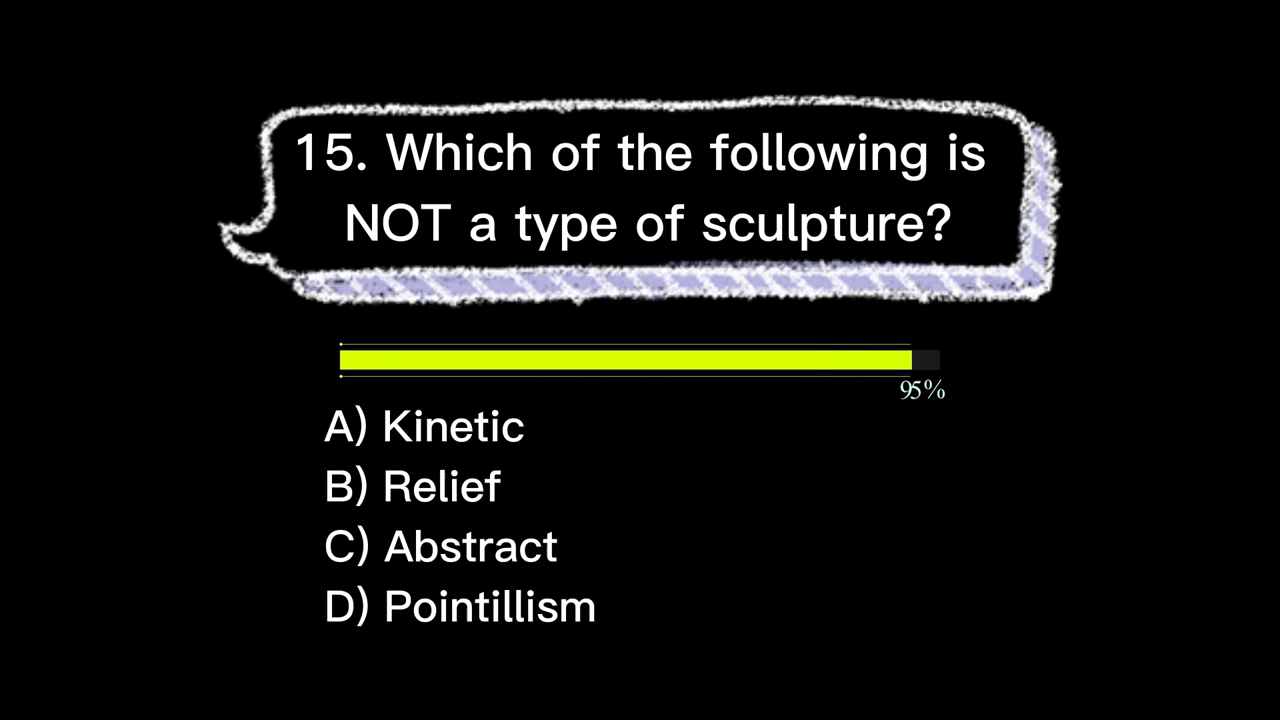 15. Which of the following is
NOT a type of sculpture?
95%
A) Kinetic
B) Relief
C) Abstract
D) Pointillism